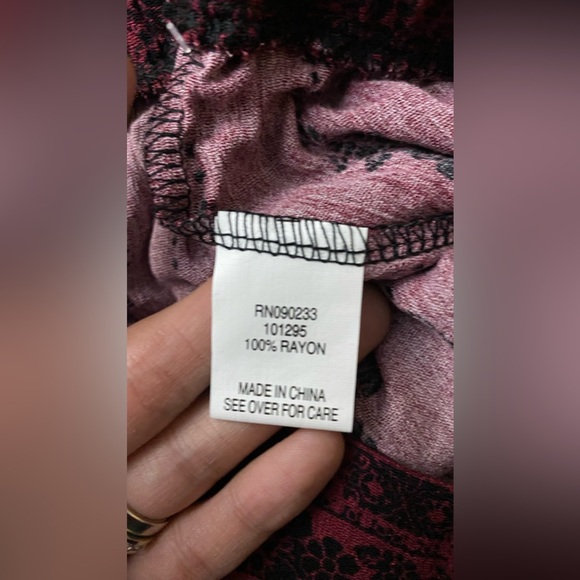 RN090233
101295
100% RAYON
MADE IN CHINA
SEE OVER FOR CARE